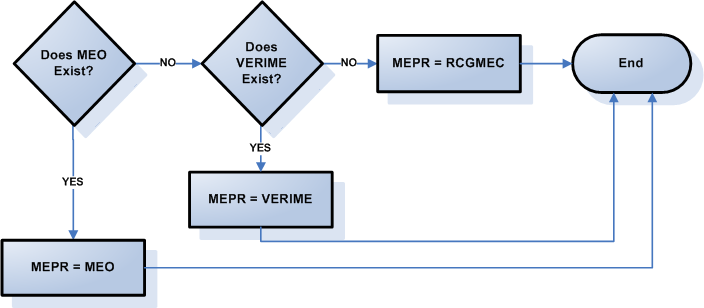 Does MEO
Exist?
NO
Does
VERIME
Exist?
NO
MEPR = RCGMEC
End
YES
MEPR = VERIME
YES
MEPR = MEO